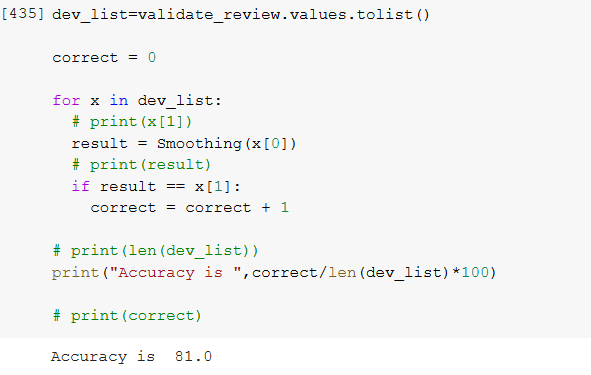 [435] dev_list=validate_review.values.tolist()
correct = 0
for x in dev_list:
# print(x[1])
result = Smoothing(x[0])
# print(result)
if result == x[1]:
correct = correct + 1
# print(len(dev_list))
print("Accuracy is ",correct/len(dev_list)*100)
# print(correct)
Accuracy is  81.0